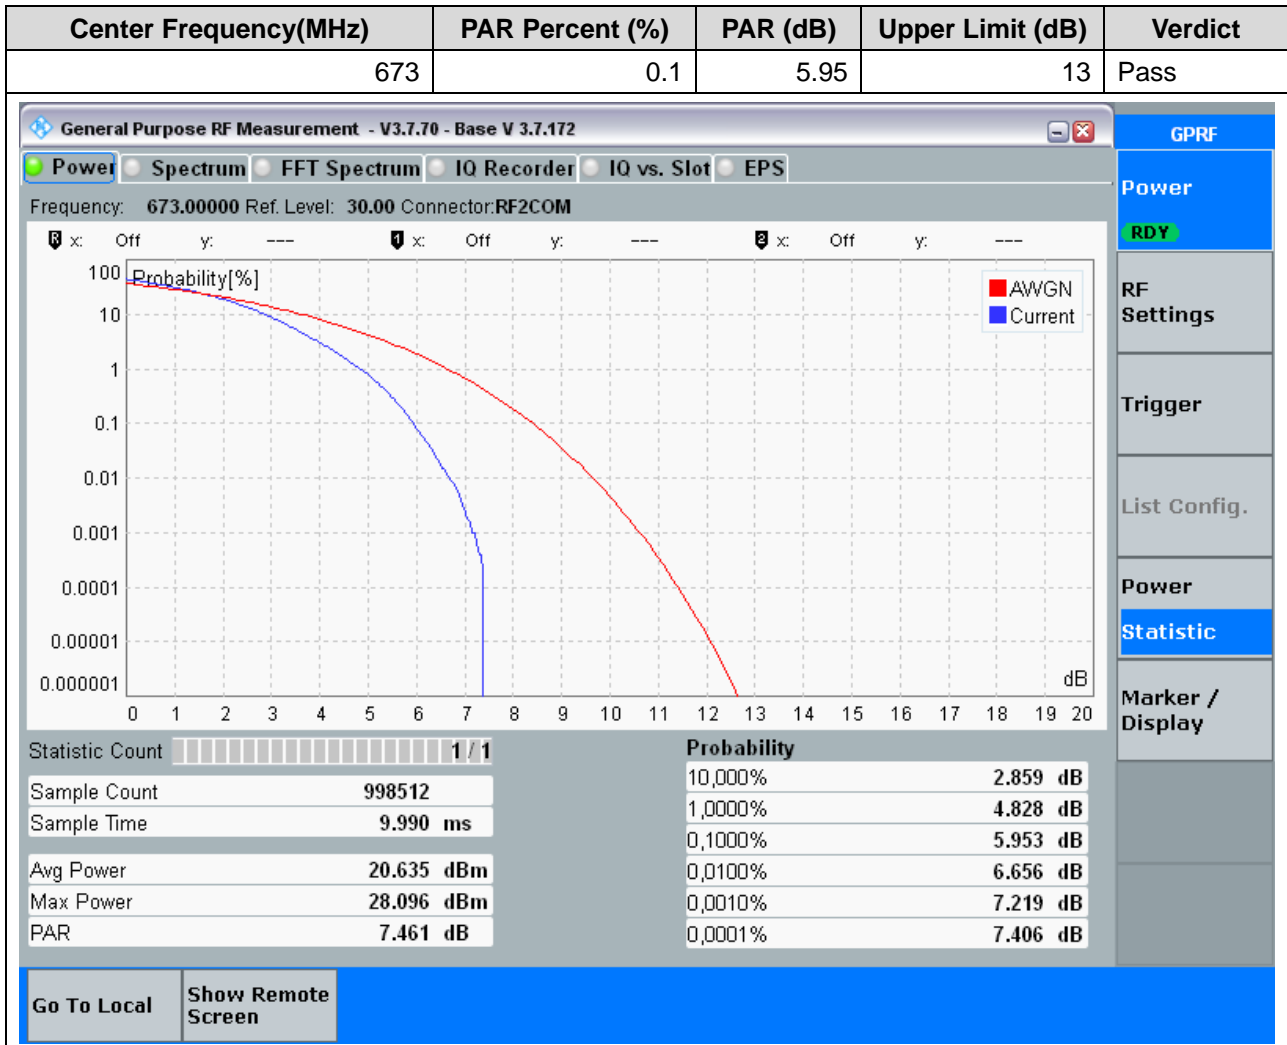 Center Frequency(MHz) PAR Percent (%) PAR (dB) Upper Limit (dB) Verdict
673 0.1 5.95 13 Pass
General Purpose RF Measurement - V3.7.70 - Base V 3.7.172
GPRF
Power Spectrum FFT Spectrum IQ Recorder IQ vs. Slot EPS
Power
RDY
Frequency: 673.00000 Ref. Level: 30.00 Connector:RF2COM
R x: Off y: --- 1 x: Off y: --- 2 x: Off y: ---
Probability[%]
AWGN
Current
100
10
1
0.1
0.01
0.001
0.0001
0.00001
0.000001
dB
0 1 2 3 4 5 6 7 8 9 10 11 12 13 14 15 16 17 18 19 20
RF
Settings
Trigger
List Config.
Power
Statistic
Marker /
Display
Statistic Count 1 / 1
Sample Count 998512
Sample Time 9.990 ms
Avg Power 20.635 dBm
Max Power 28.096 dBm
PAR 7.461 dB
Probability
10,000% 2.859 dB
1,0000% 4.828 dB
0,1000% 5.953 dB
0,0100% 6.656 dB
0,0010% 7.219 dB
0,0001% 7.406 dB
Go To Local
Show Remote
Screen